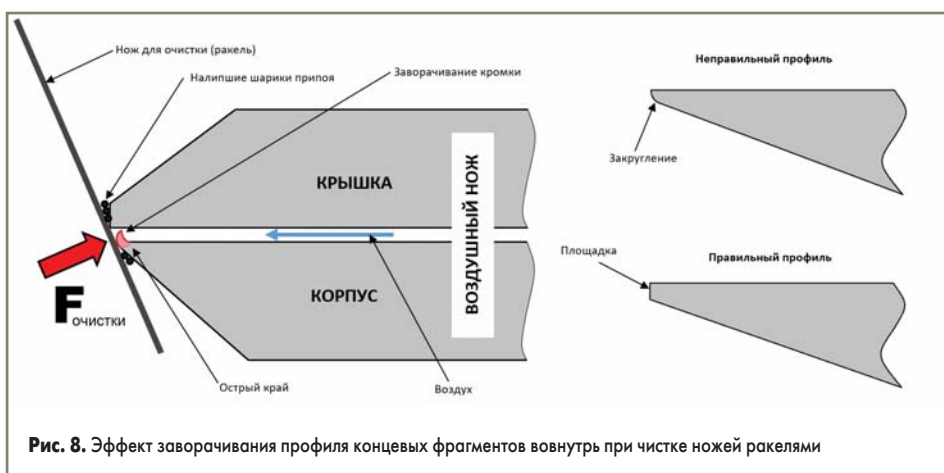 Нож для очистки (ракель)
Налипшие шарики припоя
Заворачивание кромки
КРЫШКА
ВОЗДУШНЫЙ НОЖ
F очистки
КОРПУС
Острый край
Воздух
Неправильный профиль
Закругление
Площадка
Правильный профиль
Рис. 8. Эффект заворачивания профиля концевых фрагментов вовнутрь при чистке ножей ракелями